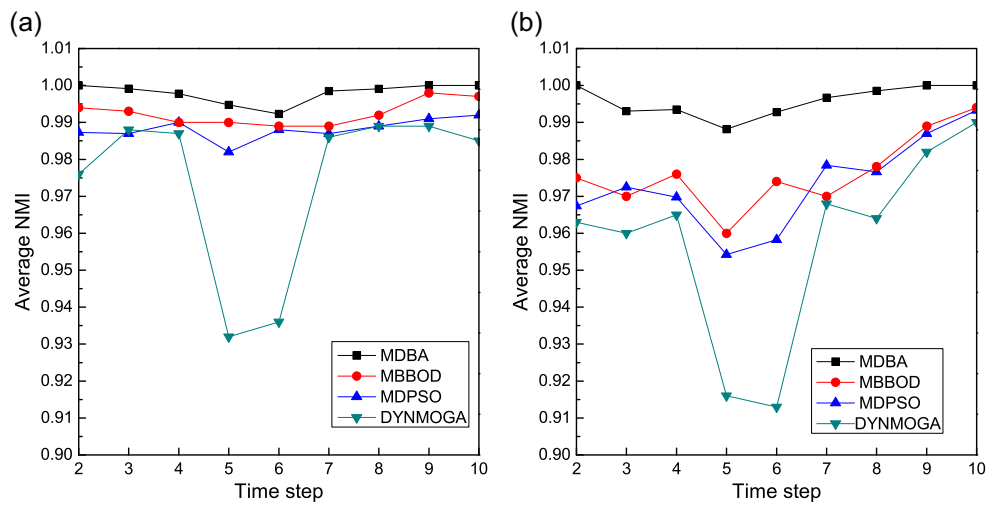 (a)
Average NMI
1.01
1.00
0.99
0.98
0.97
0.96
0.95
0.94
0.93
0.92
0.91
0.90
2 3 4 5 6 7 8 9 10
Time step
MDBA
MBBOD
MDPSO
DYNMOGA
(b)
Average NMI
1.01
1.00
0.99
0.98
0.97
0.96
0.95
0.94
0.93
0.92
0.91
0.90
2 3 4 5 6 7 8 9 10
Time step
MDBA
MBBOD
MDPSO
DYNMOGA